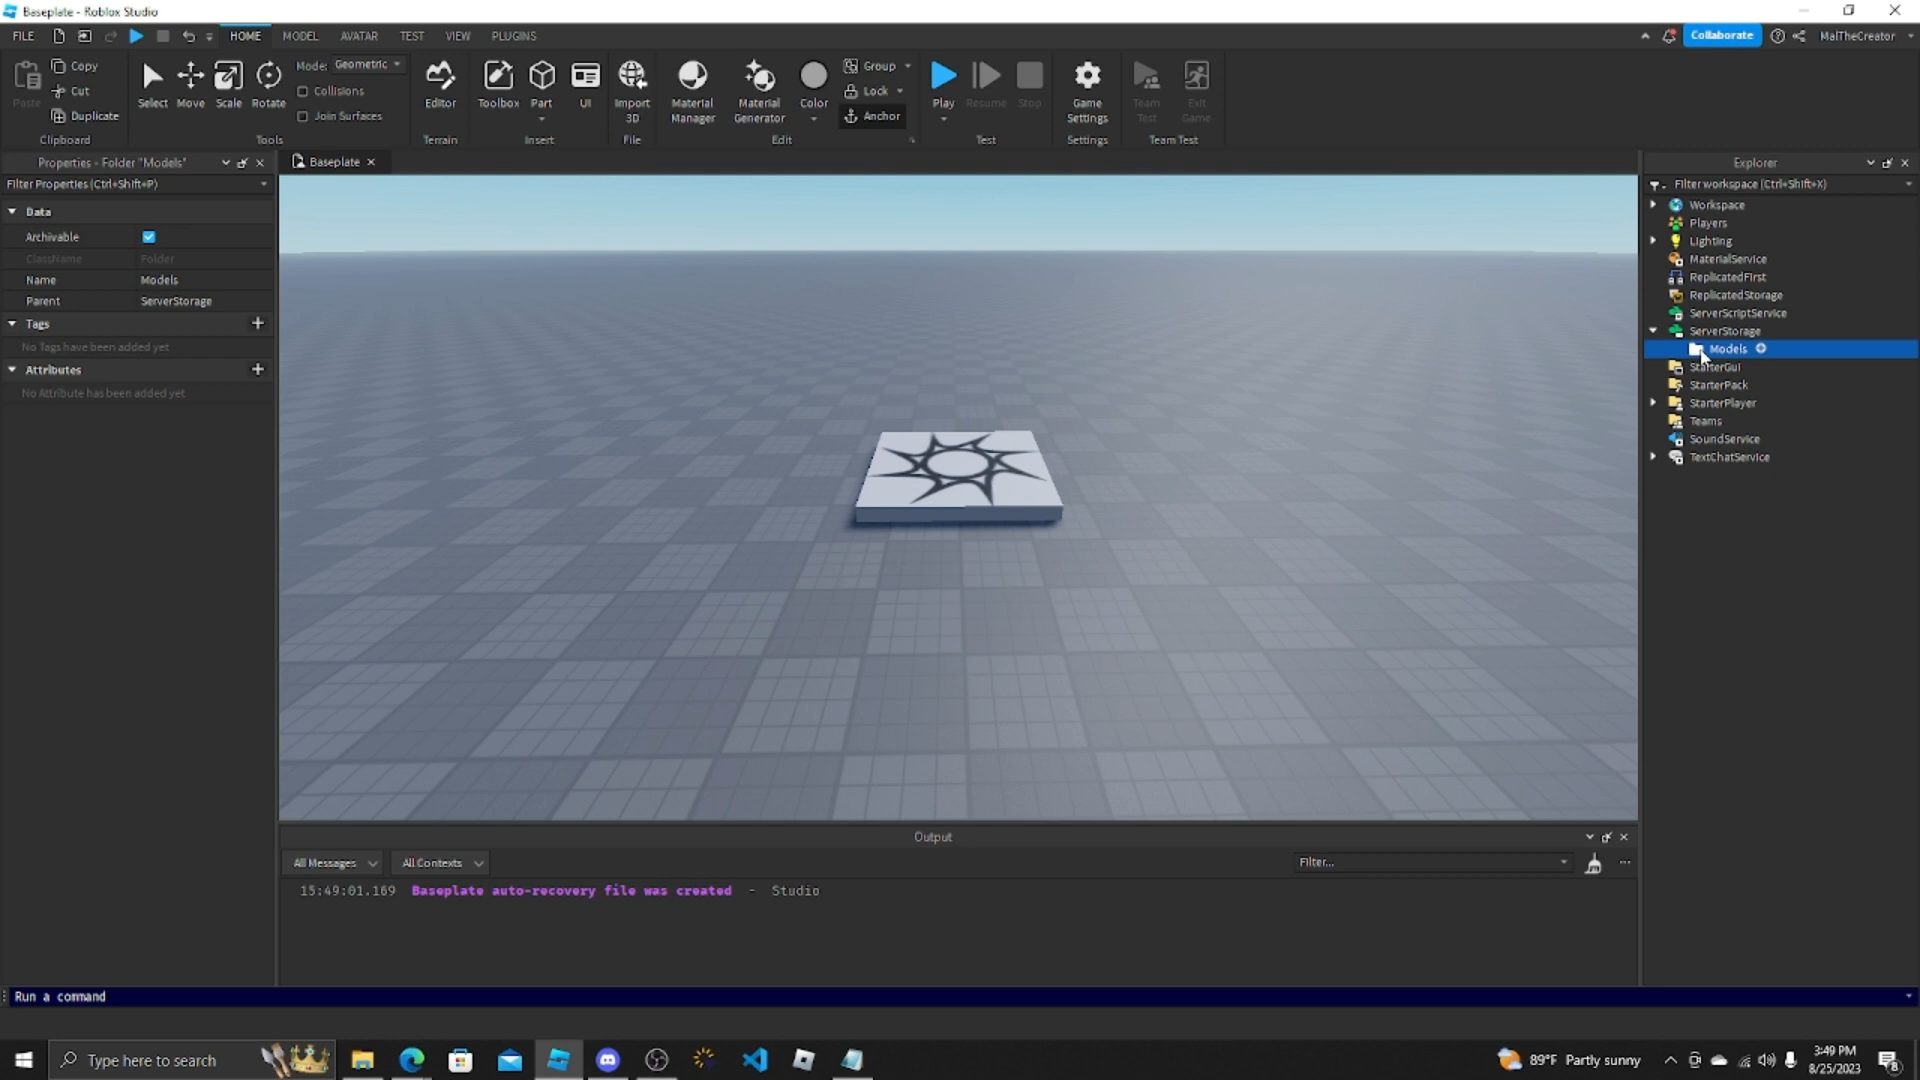 Baseplate - Roblox Studio
FILE HOME MODEL AVATAR TEST VIEW PLUGINS Collaborate MalTheCreator
Paste Copy Cut Duplicate
Clipboard
Select Move Scale Rotate
Mode: Geometric
Collisions
Join Surfaces
Tools
Editor
Terrain
Toolbox Part UI
Insert
Import 3D
File
Material Manager
Material Generator
Color
Group
Lock
Anchor
Edit
Play Resume Stop
Test
Game Settings
Settings
Team Test
Exit Game
Team Test
Properties - Folder "Models"
Filter Properties (Ctrl+Shift+P)
Data
Archivable
ClassName Folder
Name Models
Parent ServerStorage
Tags
No Tags have been added yet
Attributes
No Attribute has been added yet
Baseplate
Explorer
Filter workspace (Ctrl+Shift+X)
Workspace
Players
Lighting
MaterialService
ReplicatedFirst
ReplicatedStorage
ServerScriptService
ServerStorage
Models
StarterGui
StarterPack
StarterPlayer
Teams
SoundService
TextChatService
Output
All Messages All Contexts Filter...
15:49:01.169 Baseplate auto-recovery file was created - Studio
Run a command
Type here to search
89°F Partly sunny
3:49 PM
8/25/2023
8